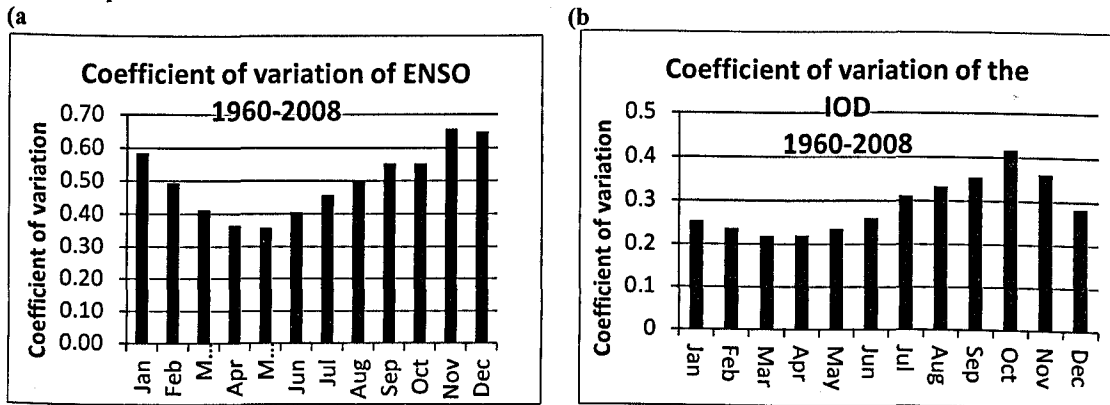 (a
Coefficient of variation of ENSO
1960-2008
Coefficient of variation
0.70
0.60
0.50
0.40
0.30
0.20
0.10
0.00
Jan
Feb
M...
Apr
M...
Jun
Jul
Aug
Sep
Oct
Nov
Dec
(b)
Coefficient of variation of the
IOD
1960-2008
Coefficient of variation
0.5
0.4
0.3
0.2
0.1
0
Jan
Feb
Mar
Apr
May
Jun
Jul
Aug
Sep
Oct
Nov
Dec